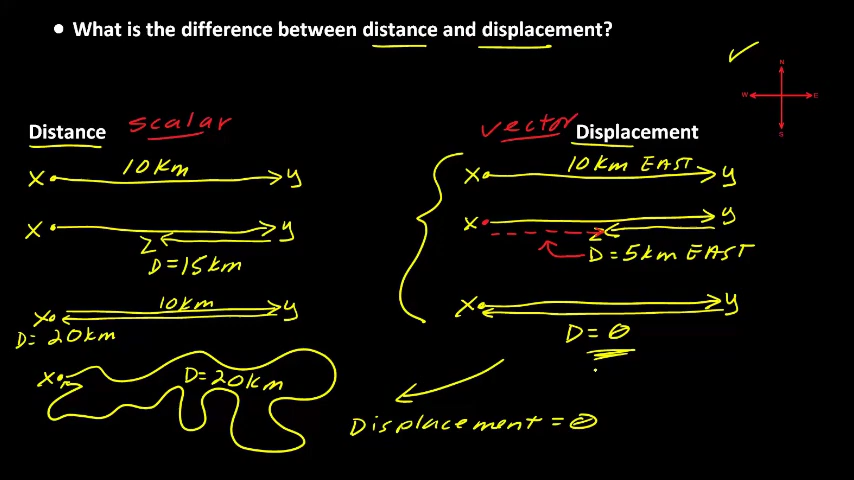 • What is the difference between distance and displacement?
N
W E
S
Distance scalar
vector Displacement
X 10km y
X y
Z
D=15km
X 10km y
D=20km
X D=20km
X 10km EAST y
X y
Z
D=5km EAST
X y
D=0
Displacement=0